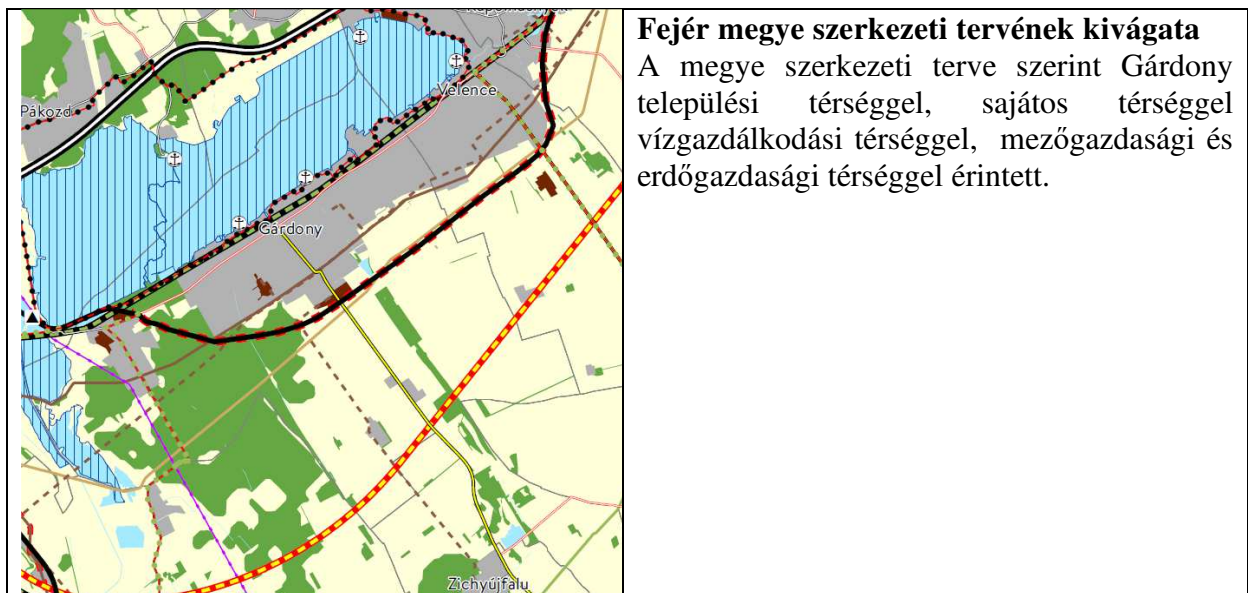 Pákozd
Velence
Gárdony
Zichyújfalu
Fejér megye szerkezeti tervének kivágata
A megye szerkezeti terve szerint Gárdony
települési térséggel, sajátos térséggel
vízgazdálkodási térséggel, mezőgazdasági és
erdőgazdasági térséggel érintett.